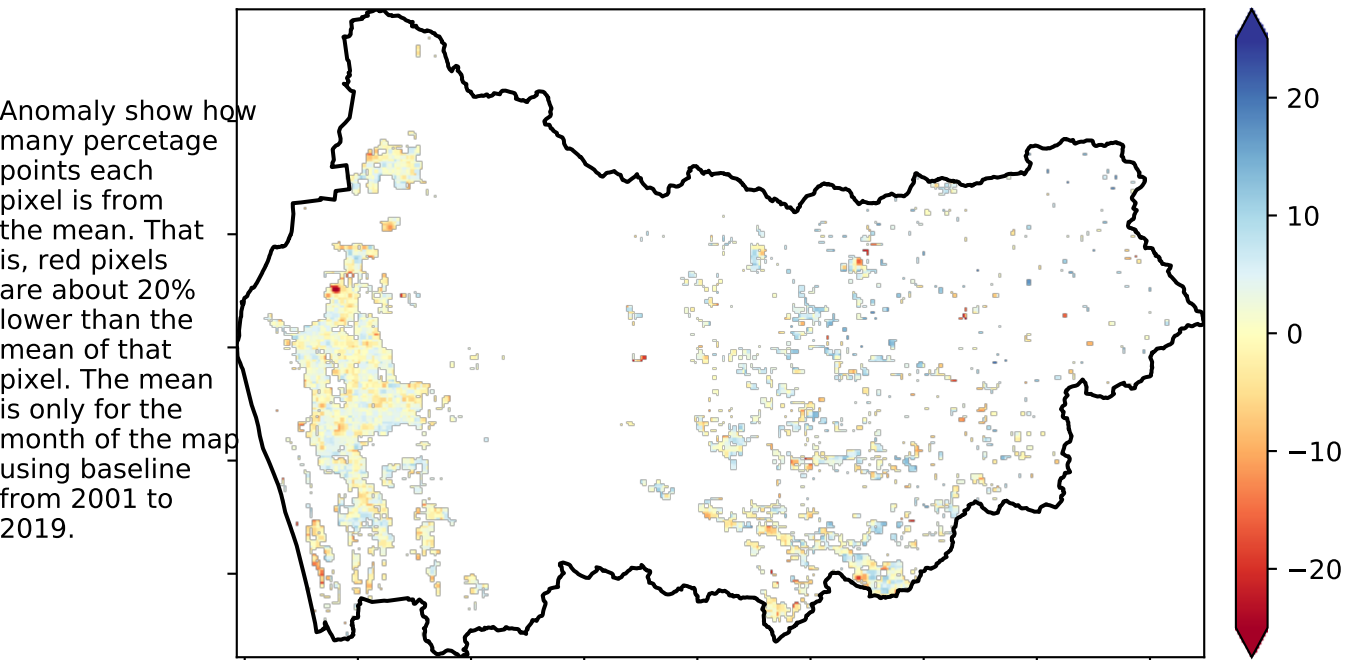 Anomaly show how
many percetage
points each
pixel is from
the mean. That
is, red pixels
are about 20%
lower than the
mean of that
pixel. The mean
is only for the
month of the map
using baseline
from 2001 to
2019.
20
10
0
−10
−20